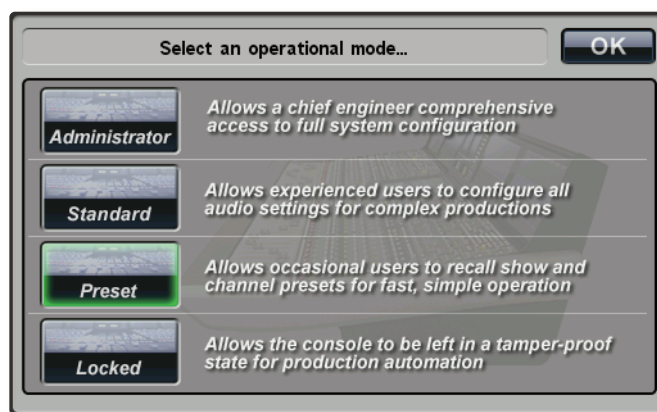 Select an operational mode...
OK
Administrator
Allows a chief engineer comprehensive
access to full system configuration
Standard
Allows experienced users to configure all
audio settings for complex productions
Preset
Allows occasional users to recall show and
channel presets for fast, simple operation
Locked
Allows the console to be left in a tamper-proof
state for production automation